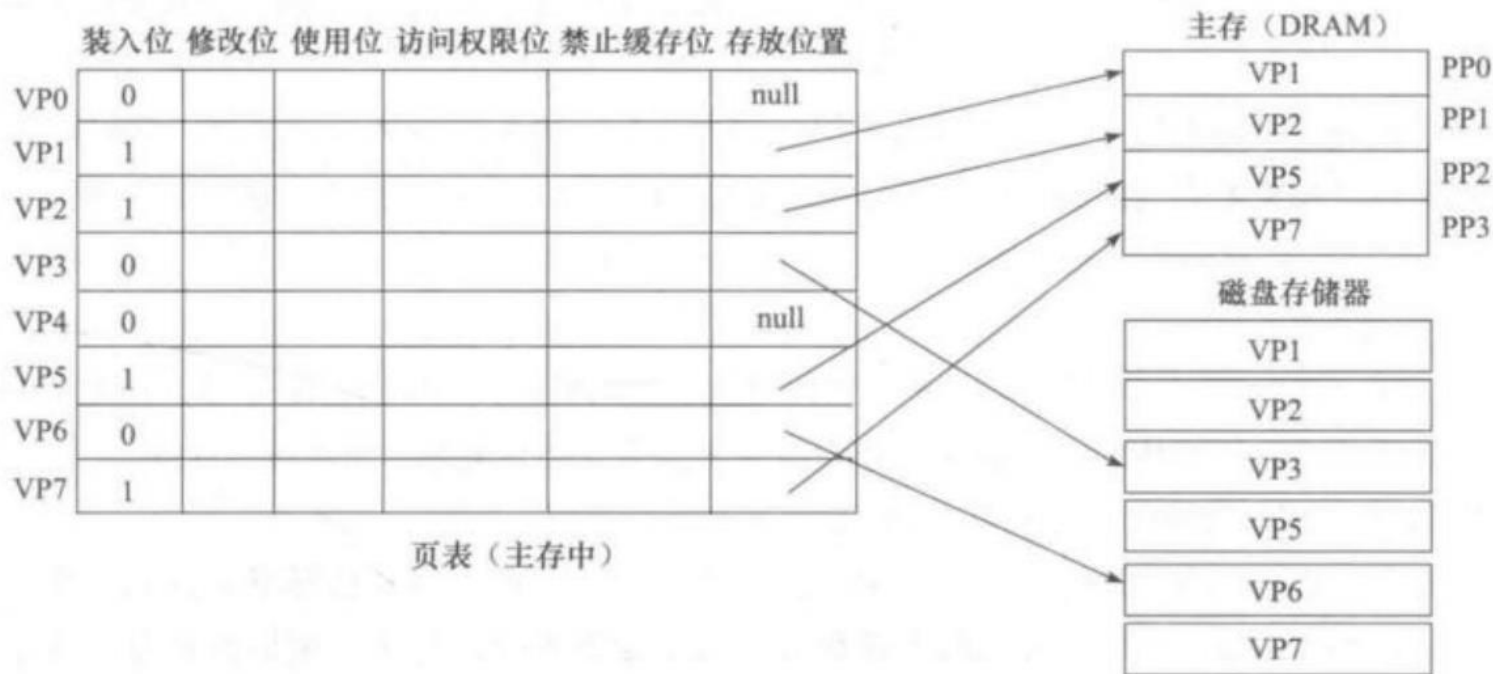 装入位 修改位 使用位 访问权限位 禁止缓存位 存放位置
VP0 0 null
VP1 1
VP2 1
VP3 0
VP4 0 null
VP5 1
VP6 0
VP7 1
页表（主存中）
主存（DRAM）
VP1 PP0
VP2 PP1
VP5 PP2
VP7 PP3
磁盘存储器
VP1
VP2
VP3
VP5
VP6
VP7